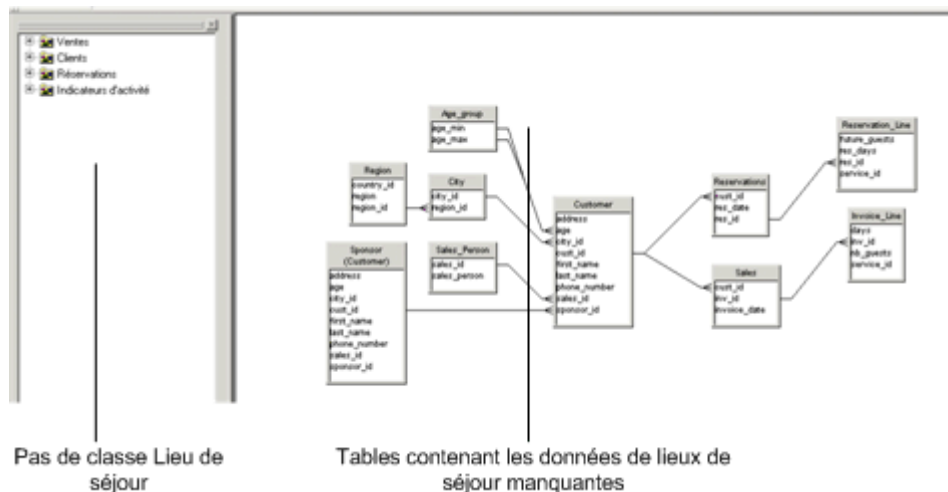 Ventes
Clients
Réservations
Indicateurs d'activité
Age_group
age_min
age_max
Region
country_id
region
region_id
City
city_id
region_id
Sponsor
(Customer)
address
age
city_id
cust_id
first_name
last_name
phone_number
sales_id
sponsor_id
Sales_Person
sales_id
sales_person
Customer
address
age
city_id
cust_id
first_name
last_name
phone_number
sales_id
sponsor_id
Reservations
cust_id
res_date
res_id
Sales
cust_id
inv_id
invoice_date
Reservation_Line
future_guests
res_days
res_id
service_id
Invoice_Line
days
inv_id
nb_guests
service_id
Pas de classe Lieu de
séjour
Tables contenant les données de lieux de
séjour manquantes